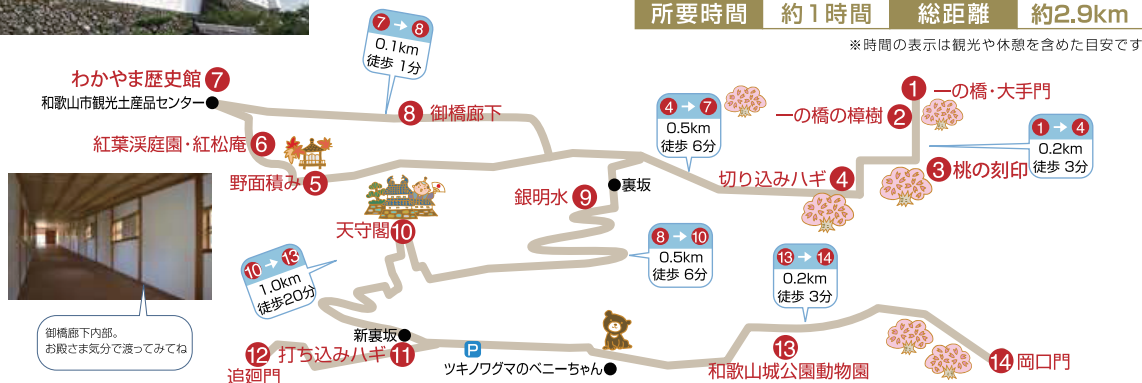 所要時間 約1時間 総距離 約2.9km
※時間の表示は観光や休憩を含めた目安です
1 一の橋・大手門
2 一の橋の樟樹
3 桃の刻印
1 → 4
0.2km
徒歩 3分
切り込みハギ 4
4 → 7
0.5km
徒歩 6分
野面積み 5
紅葉渓庭園・紅松庵 6
わかやま歴史館 7
和歌山市観光土産品センター
7 → 8
0.1km
徒歩 1分
8 御橋廊下
裏坂
銀明水 9
8 → 10
0.5km
徒歩 6分
天守閣 10
10 → 13
1.0km
徒歩20分
新裏坂
打ち込みハギ 11
12
追廻門
P
ツキノワグマのベニーちゃん
13
和歌山城公園動物園
13 → 14
0.2km
徒歩 3分
14 岡口門
御橋廊下内部。
お殿さま気分で渡ってみてね